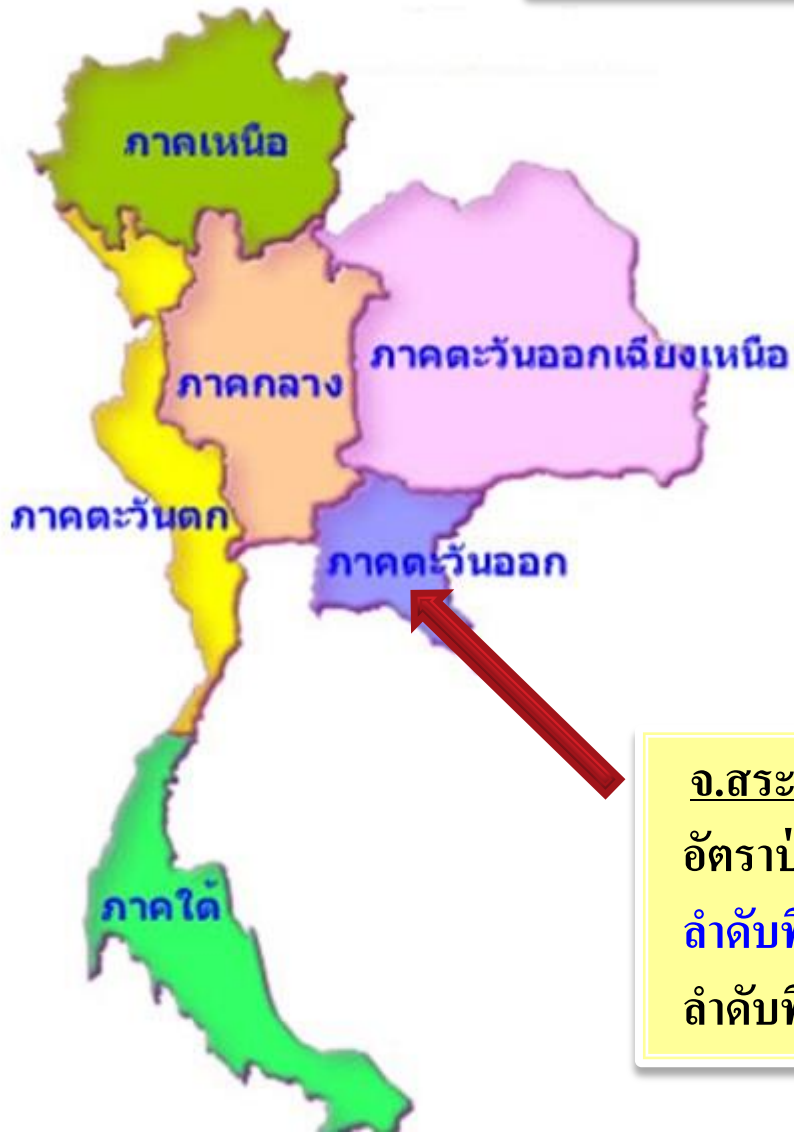 ภาคเหนือ
ภาคตะวันออกเฉียงเหนือ
ภาคกลาง
ภาคตะวันตก
ภาคตะวันออก
ภาคใต้
จ.สระ
อัตราป
ลำดับที
ลำดับที